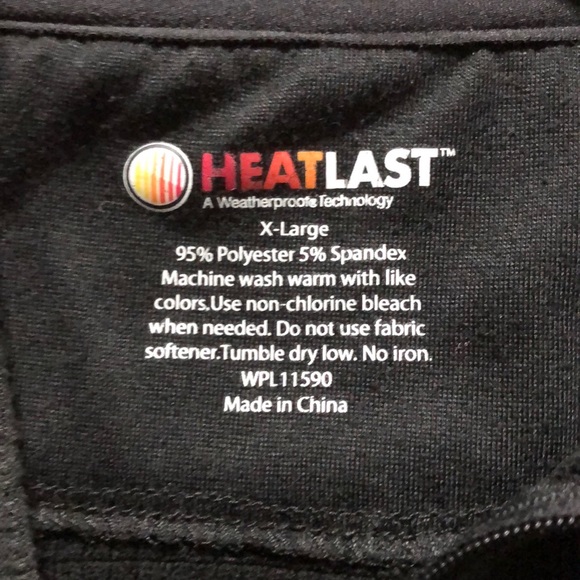 HEATLAST™
A Weatherproof® Technology
X-Large
95% Polyester 5% Spandex
Machine wash warm with like
colors.Use non-chlorine bleach
when needed. Do not use fabric
softener.Tumble dry low. No iron.
WPL11590
Made in China